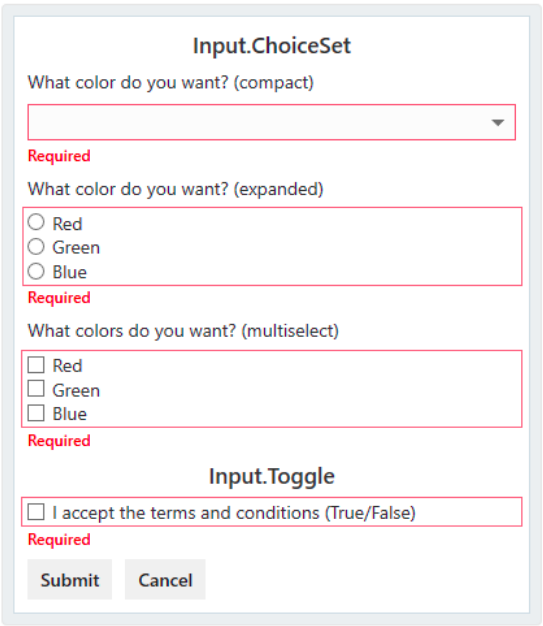 Input.ChoiceSet
What color do you want? (compact)
Required
What color do you want? (expanded)
Red
Green
Blue
Required
What colors do you want? (multiselect)
Red
Green
Blue
Required
Input.Toggle
I accept the terms and conditions (True/False)
Required
Submit Cancel